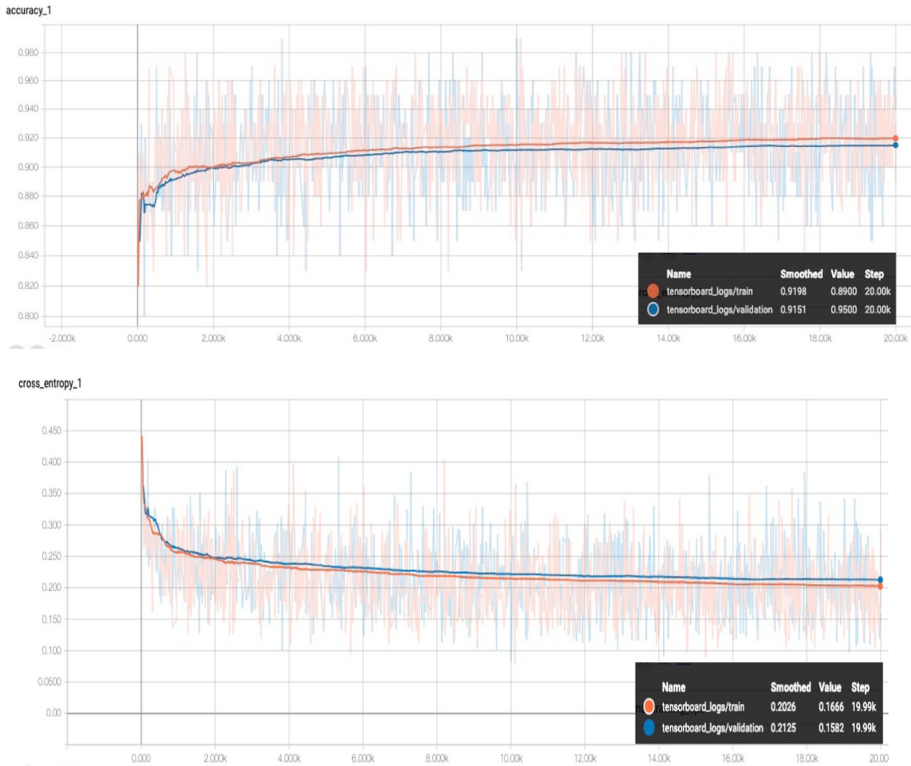 accuracy_1
0.980
0.960
0.940
0.920
0.900
0.880
0.860
0.840
0.820
0.800
Name Smoothed Value Step
tensorboard_logs/train 0.9198 0.8900 20.00k
tensorboard_logs/validation 0.9151 0.9500 20.00k
-2.000k 0.000 2.000k 4.000k 6.000k 8.000k 10.00k 12.00k 14.00k 16.00k 18.00k 20.00k
cross_entropy_1
0.450
0.400
0.350
0.300
0.250
0.200
0.150
0.100
0.0500
0.00
Name Smoothed Value Step
tensorboard_logs/train 0.2026 0.1666 19.99k
tensorboard_logs/validation 0.2125 0.1582 19.99k
0.000 2.000k 4.000k 6.000k 8.000k 10.00k 12.00k 14.00k 16.00k 18.00k 20.00